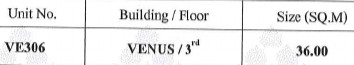 Unit No. Building / Floor Size (SQ.M)
VE306 VENUS / 3rd 36.00